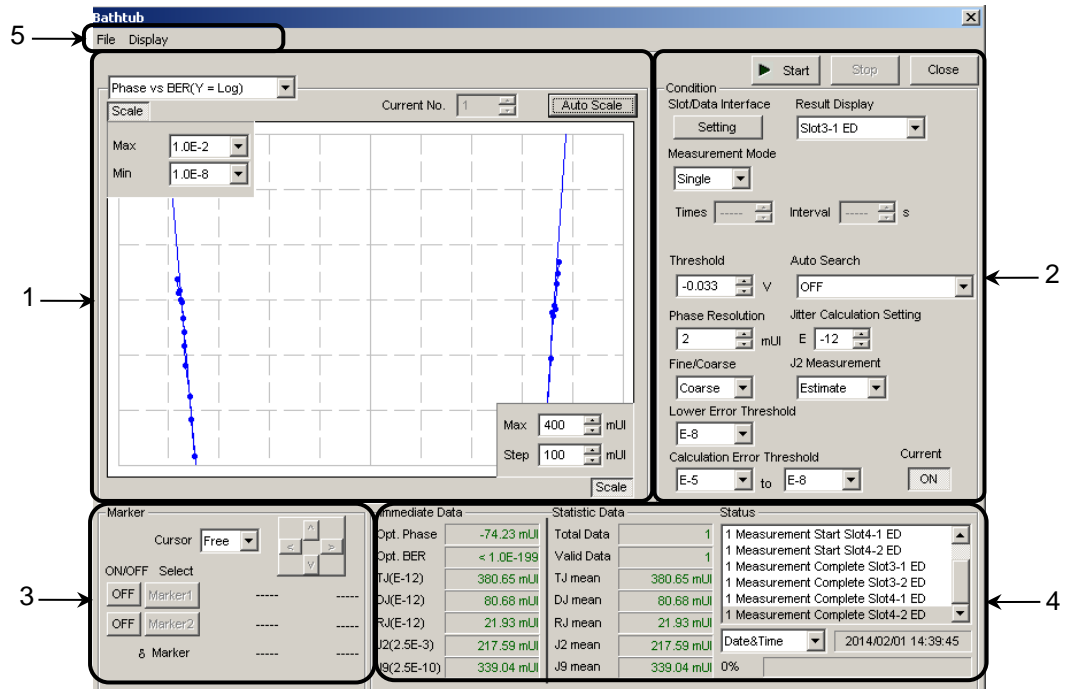 Bathtub
5
File Display
Start Stop Close
Phase vs BER(Y = Log)
Current No. 1 Auto Scale
Scale
Max 1.0E-2
Min 1.0E-8
Max 400 mUI
Step 100 mUI
Scale
1
Condition
Slot/Data Interface Result Display
Setting Slot3-1 ED
Measurement Mode
Single
Times ----- Interval ----- s
Threshold Auto Search
-0.033 V OFF
Phase Resolution Jitter Calculation Setting
2 mUI E -12
Fine/Coarse J2 Measurement
Coarse Estimate
Lower Error Threshold
E-8
Calculation Error Threshold Current
E-5 to E-8 ON
2
Marker
Cursor Free
^
< >
v
ON/OFF Select
OFF Marker1 ----- -----
OFF Marker2 ----- -----
δ Marker ----- -----
3
Immediate Data
Opt. Phase -74.23 mUI
Opt. BER < 1.0E-199
TJ(E-12) 380.65 mUI
DJ(E-12) 80.68 mUI
RJ(E-12) 21.93 mUI
J2(2.5E-3) 217.59 mUI
J9(2.5E-10) 339.04 mUI
Statistic Data
Total Data 1
Valid Data 1
TJ mean 380.65 mUI
DJ mean 80.68 mUI
RJ mean 21.93 mUI
J2 mean 217.59 mUI
J9 mean 339.04 mUI
Status
1 Measurement Start Slot4-1 ED
1 Measurement Start Slot4-2 ED
1 Measurement Complete Slot3-1 ED
1 Measurement Complete Slot3-2 ED
1 Measurement Complete Slot4-1 ED
1 Measurement Complete Slot4-2 ED
Date&Time 2014/02/01 14:39:45
0%
4